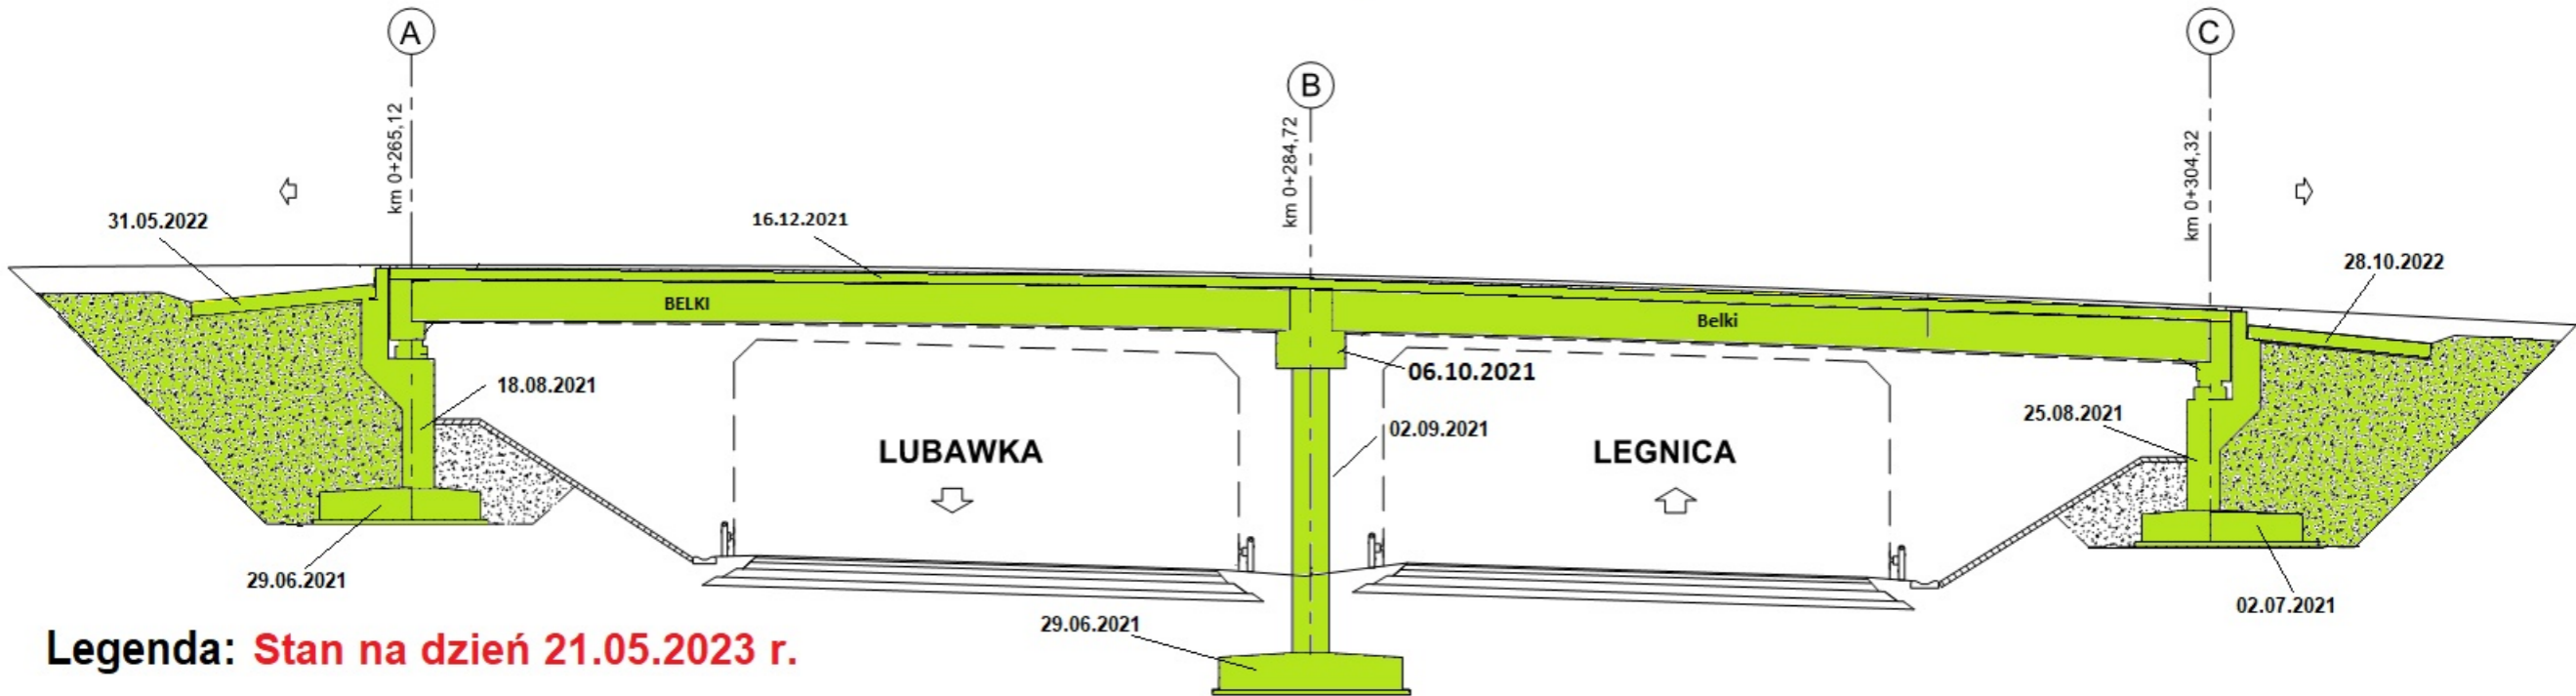 A
B
C
km 0+265,12
km 0+284,72
km 0+304,32
31.05.2022
16.12.2021
28.10.2022
BELKI
Belki
18.08.2021
06.10.2021
25.08.2021
02.09.2021
LUBAWKA
LEGNICA
29.06.2021
02.07.2021
29.06.2021
Legenda: Stan na dzień 21.05.2023 r.